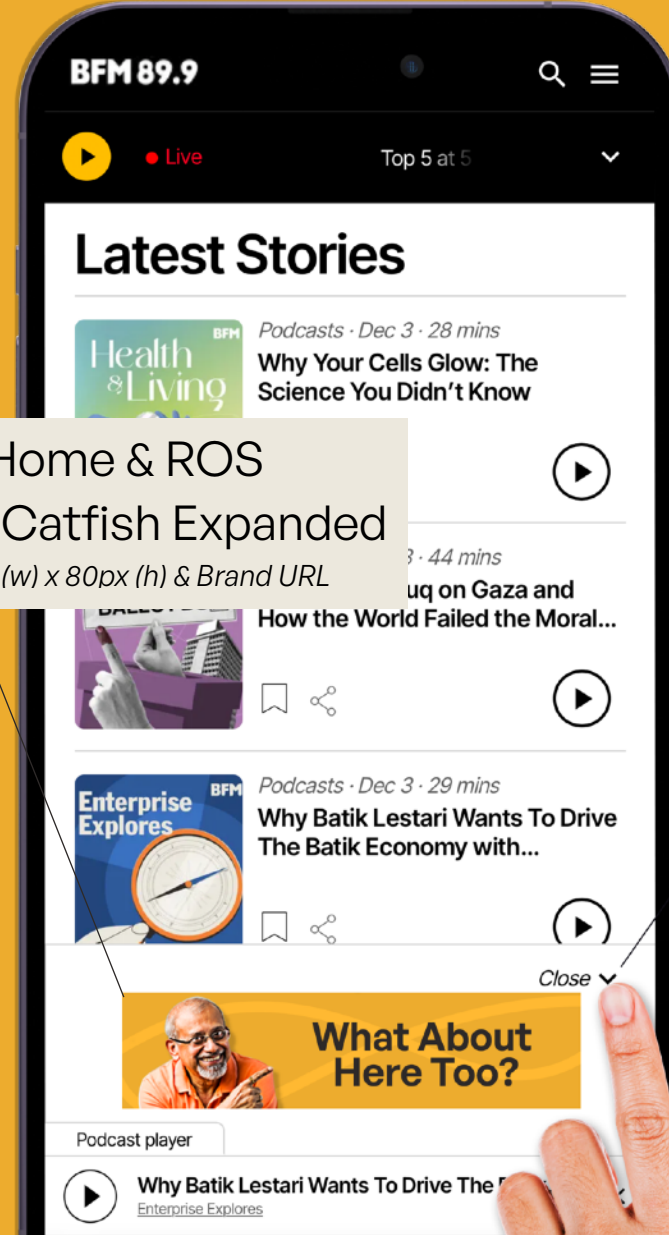 BFM 89.9
Live
Top 5 at 5
Latest Stories
BFM
Health
& Living
Podcasts · Dec 3 · 28 mins
Why Your Cells Glow: The
Science You Didn't Know
Home & ROS
Catfish Expanded
(w) x 80px (h) & Brand URL
3 · 44 mins
uq on Gaza and
How the World Failed the Moral...
BFM
Enterprise
Explores
Podcasts · Dec 3 · 29 mins
Why Batik Lestari Wants To Drive
The Batik Economy with...
Close
What About
Here Too?
Podcast player
Why Batik Lestari Wants To Drive The
Enterprise Explores